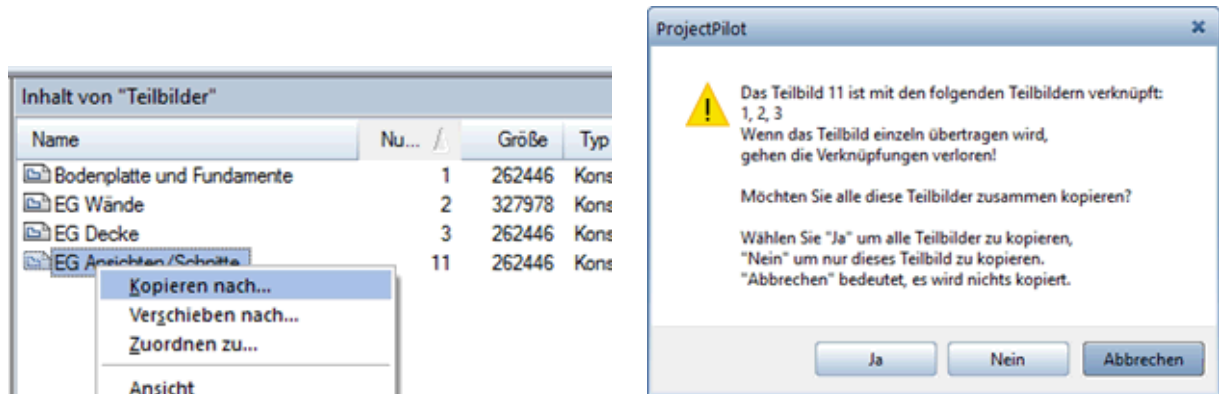 Inhalt von "Teilbilder"
Name Nu... Größe Typ
Bodenplatte und Fundamente 1 262446 Kons
EG Wände 2 327978 Kons
EG Decke 3 262446 Kons
EG Ansichten/Schnitte 11 262446 Kons
Kopieren nach...
Verschieben nach...
Zuordnen zu...
Ansicht
ProjectPilot
Das Teilbild 11 ist mit den folgenden Teilbildern verknüpft:
1, 2, 3
Wenn das Teilbild einzeln übertragen wird,
gehen die Verknüpfungen verloren!
Möchten Sie alle diese Teilbilder zusammen kopieren?
Wählen Sie "Ja" um alle Teilbilder zu kopieren,
"Nein" um nur dieses Teilbild zu kopieren.
"Abbrechen" bedeutet, es wird nichts kopiert.
Ja Nein Abbrechen